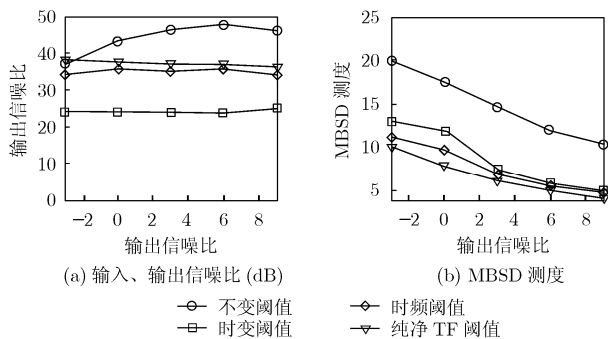 50
40
30
20
10
0
输出信噪比
−2 0 2 4 6 8
输出信噪比
(a) 输入、输出信噪比 (dB)
25
20
15
10
5
MBSD 测度
−2 0 2 4 6 8
输出信噪比
(b) MBSD 测度
不变阈值
时变阈值
时频阈值
纯净 TF 阈值